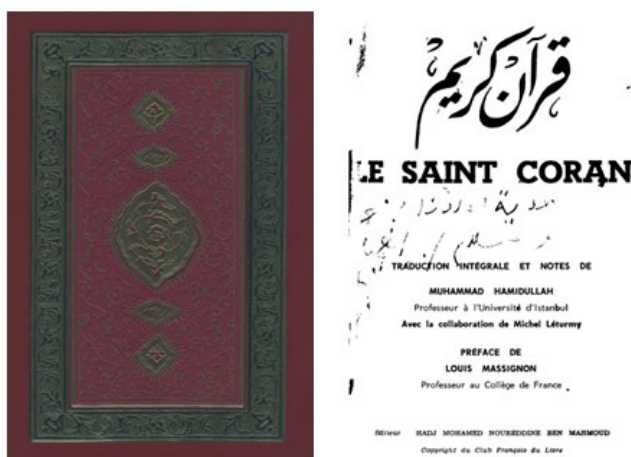 قرآن كريم
LE SAINT CORAN
TRADUCTION INTÉGRALE ET NOTES DE
MUHAMMAD HAMIDULLAH
Professeur à l'Université d'Istanbul
Avec la collaboration de Michel Léturmy
PRÉFACE DE
LOUIS MASSIGNON
Professeur au Collège de France
Éditeur HADJ MOHAMED NOUREDDINE BEN MAHMOUD
Copyright du Club Français du Livre